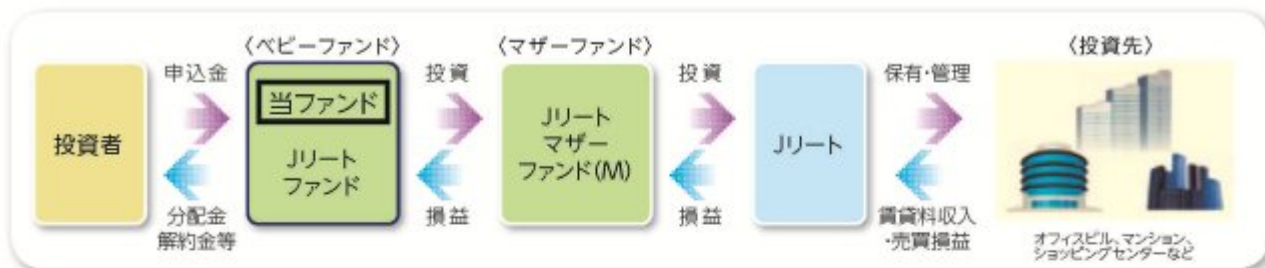 〈ベビーファンド〉
〈マザーファンド〉
〈投資先〉
投資者
申込金
分配金
解約金等
当ファンド
Jリート
ファンド
投資
損益
Jリート
マザー
ファンド(M)
投資
損益
Jリート
保有・管理
賃貸料収入
・売買損益
オフィスビル、マンション、
ショッピングセンターなど